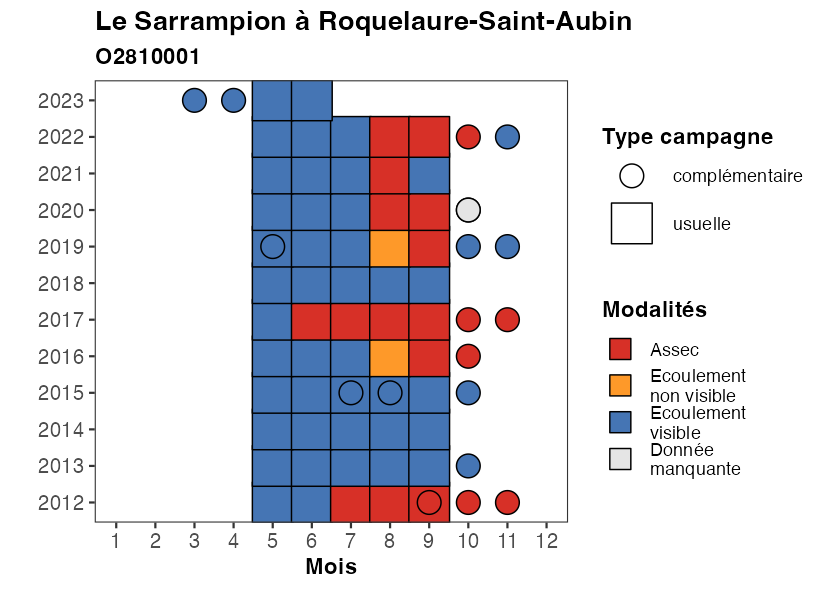 Le Sarrampion à Roquelaure-Saint-Aubin
O2810001
2023
2022
2021
2020
2019
2018
2017
2016
2015
2014
2013
2012
1 2 3 4 5 6 7 8 9 10 11 12
Mois
Type campagne
complémentaire
usuelle
Modalités
Assec
Ecoulement
non visible
Ecoulement
visible
Donnée
manquante